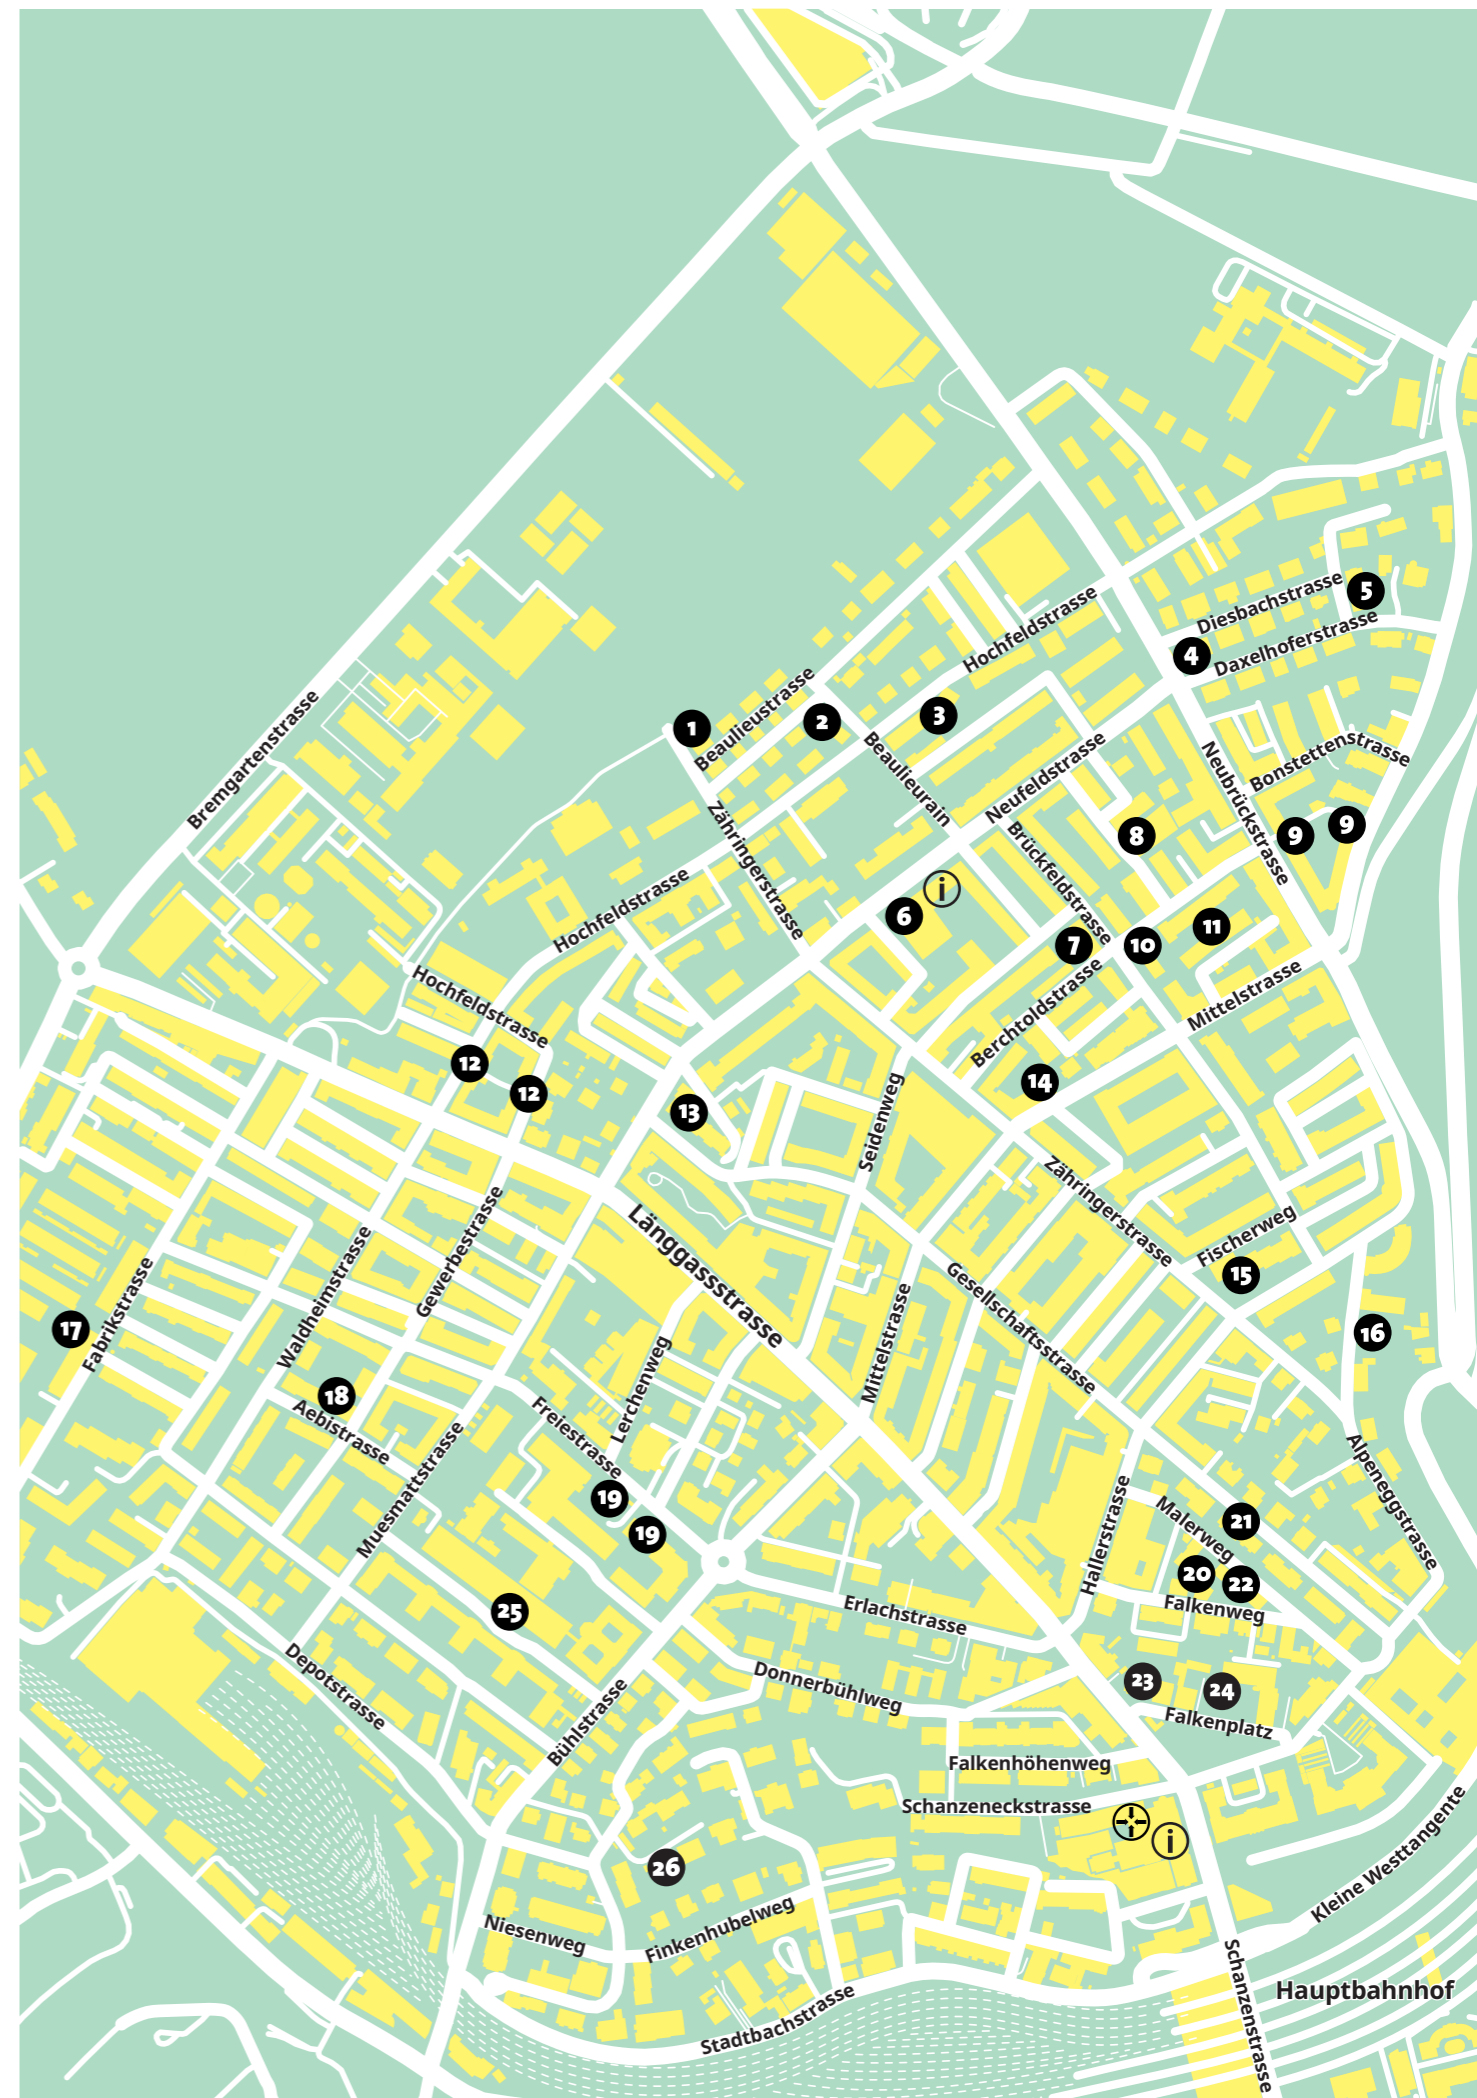 Bremgartenstrasse
5
Diesbachstrasse
Daxelhoferstrasse
4
Hochfeldstrasse
1
Beaulieustrasse
2
3
Beaulieurain
Neufeldstrasse
Neubrückstrasse
Bonstettenstrasse
Zähringerstrasse
Brückfeldstrasse
8
9
9
Hochfeldstrasse
6
i
7
10
11
Hochfeldstrasse
Berchtoldstrasse
Mittelstrasse
12
12
13
14
Seidenweg
Zähringerstrasse
Fischerweg
15
Längassstrasse
Gewerbestrasse
Waldheimstrasse
Fabrikstrasse
17
Gesellschaftsstrasse
Mittelstrasse
16
18
Aebistrasse
Lerchenweg
Freiestrasse
Muesmattstrasse
19
19
Hallerstrasse
Malerweg
21
20
22
Falkenweg
Alpeneggstrasse
25
Erlachstrasse
Depotstrasse
Bühlstrasse
Donnerbühlweg
23
24
Falkenplatz
Falkenhöhenweg
Schanzeneckstrasse
i
26
Niesenweg
Finkenhubelweg
Kleine Westtangente
Stadtbachstrasse
Schanzenstrasse
Hauptbahnhof